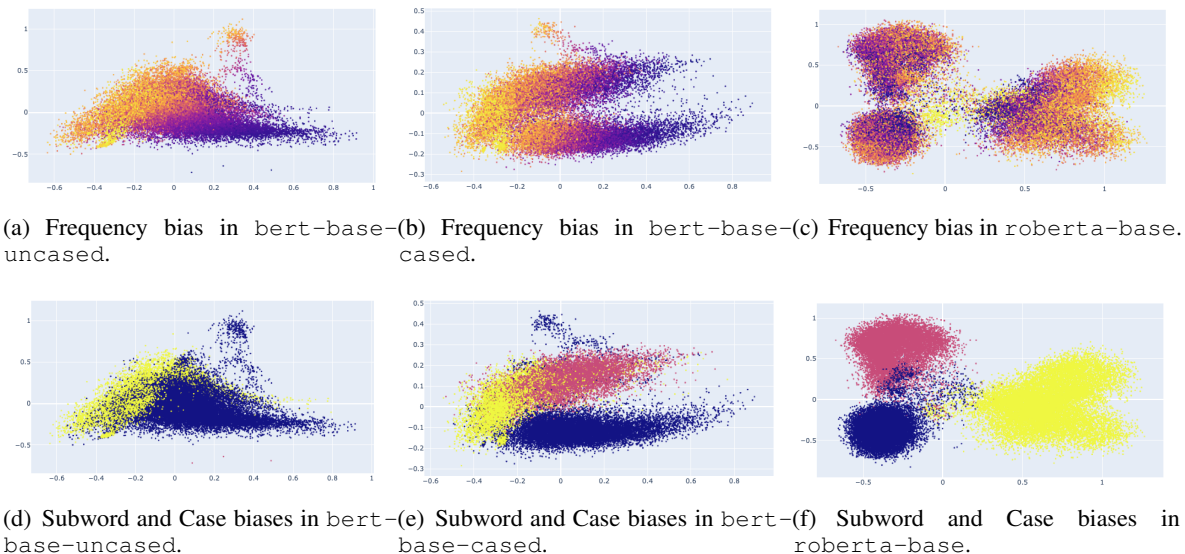 1
0.5
0
−0.5
−0.6 −0.4 −0.2 0 0.2 0.4 0.6 0.8 1
0.5
0.4
0.3
0.2
0.1
0
−0.1
−0.2
−0.3
−0.4 −0.2 0 0.2 0.4 0.6 0.8
1
0.5
0
−0.5
−0.5 0 0.5 1
(a) Frequency bias in bert-base-
uncased.
(b) Frequency bias in bert-base-
cased.
(c) Frequency bias in roberta-base.
1
0.5
0
−0.5
−0.6 −0.4 −0.2 0 0.2 0.4 0.6 0.8 1
0.5
0.4
0.3
0.2
0.1
0
−0.1
−0.2
−0.3
−0.4 −0.2 0 0.2 0.4 0.6 0.8
1
0.5
0
−0.5
−0.5 0 0.5 1
(d) Subword and Case biases in bert-
base-uncased.
(e) Subword and Case biases in bert-
base-cased.
(f) Subword and Case biases in
roberta-base.